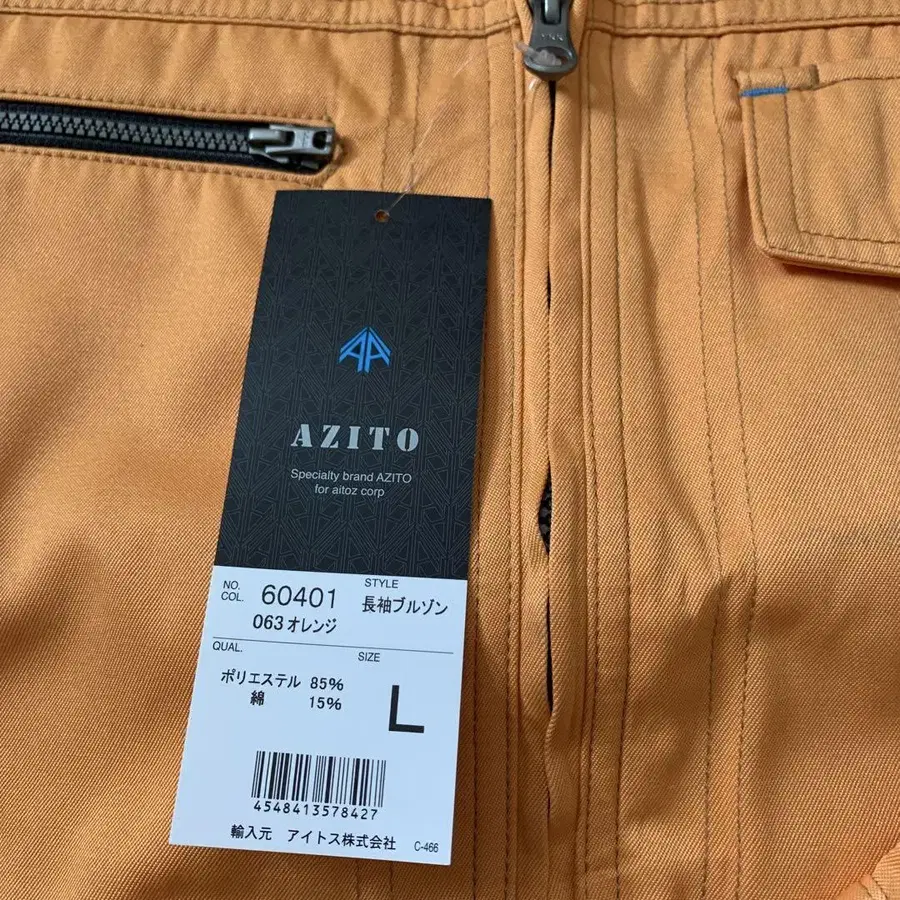 AZITO
Specialty brand AZITO
for aitoz corp
NO. 60401
COL. 063 オレンジ
STYLE
長袖ブルゾン
QUAL.
ポリエステル 85%
綿 15%
SIZE
L
4548413578427
輸入元 アイトス株式会社
C-466